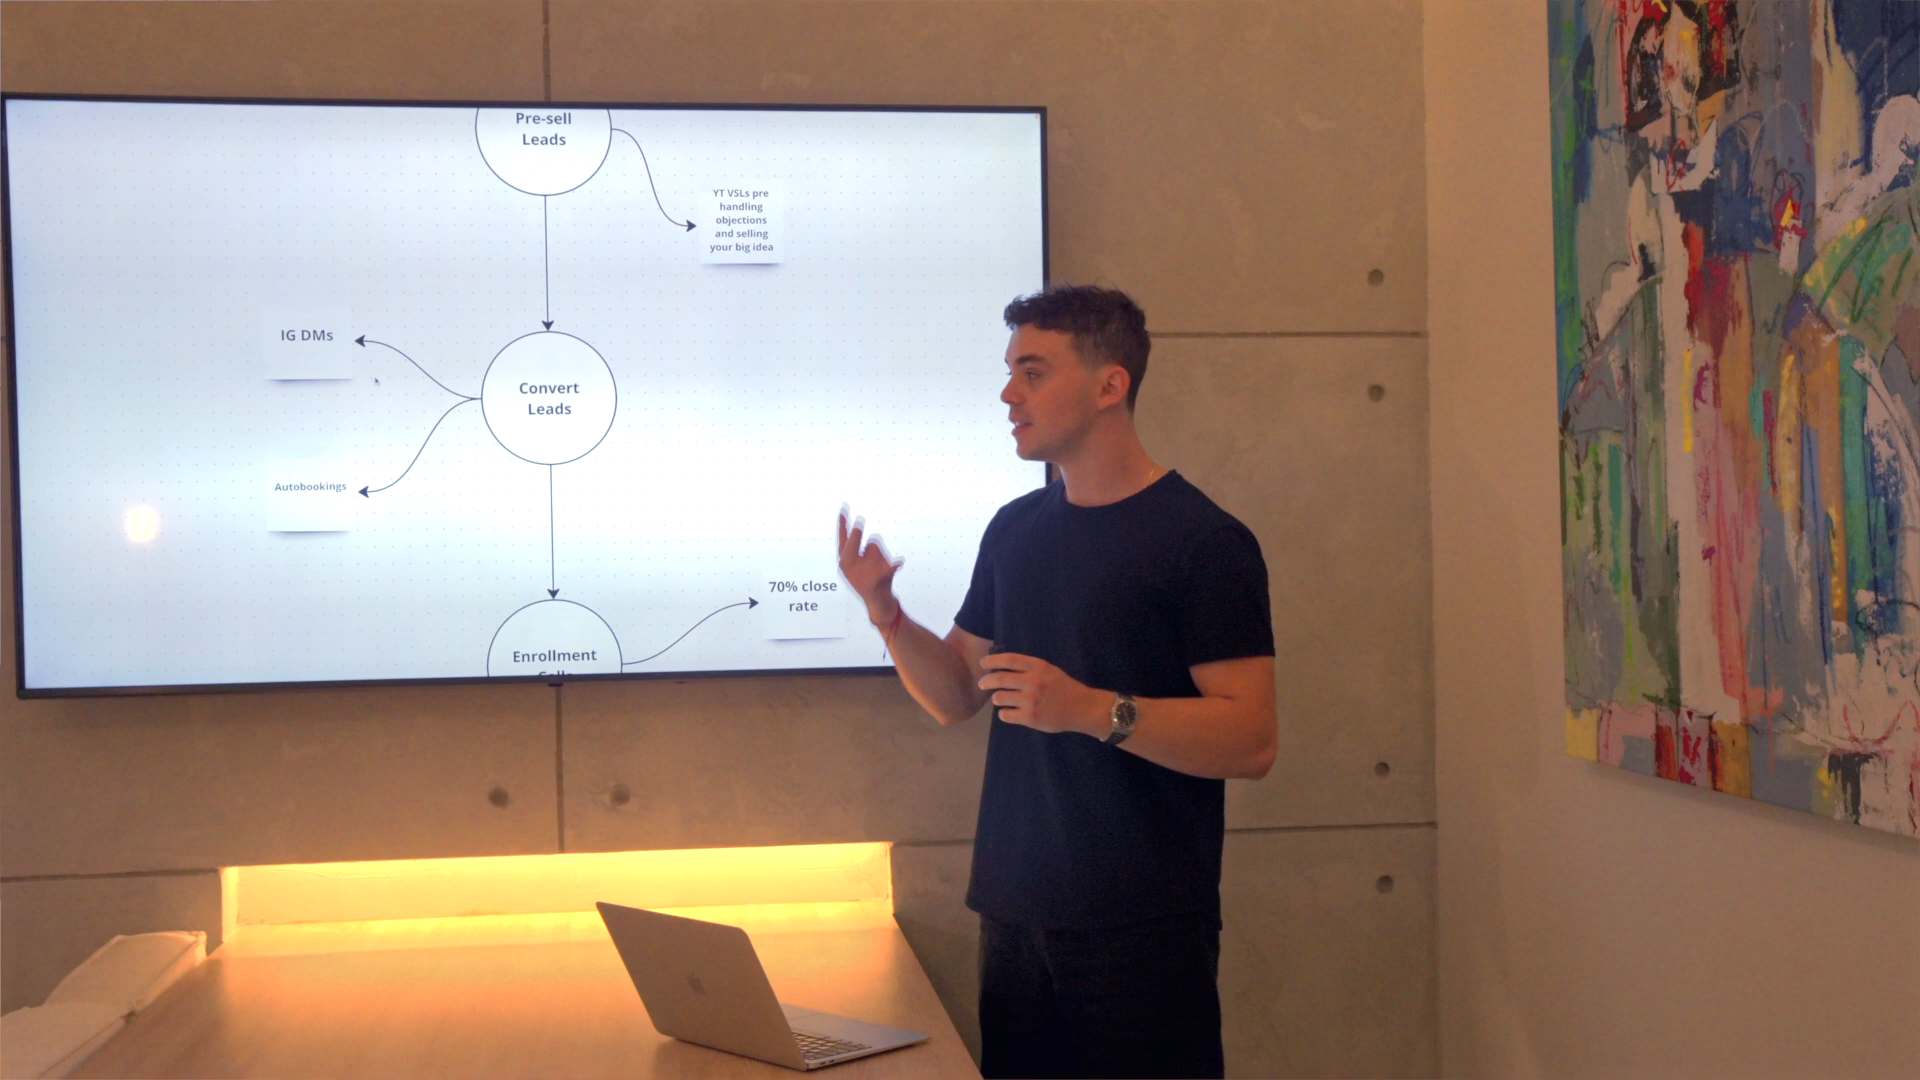 Pre-sell
Leads
YT VSLs pre
handling
objections
and selling
your big idea
IG DMs
Convert
Leads
Autobookings
70% close
rate
Enrollment
Calls